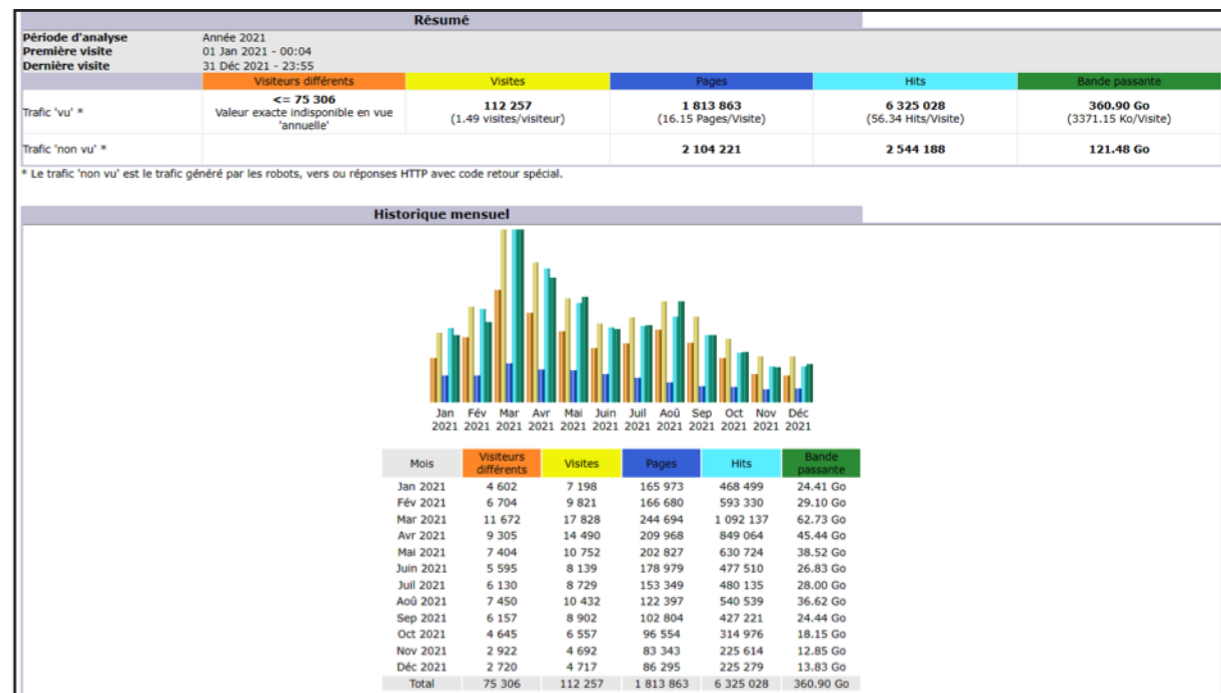 Résumé
Période d'analyse Année 2021
Première visite 01 Jan 2021 - 00:04
Dernière visite 31 Déc 2021 - 23:55
Visiteurs différents Visites Pages Hits Bande passante
Trafic 'vu' * <= 75 306 Valeur exacte indisponible en vue 'annuelle' 112 257 (1.49 visites/visiteur) 1 813 863 (16.15 Pages/Visite) 6 325 028 (56.34 Hits/Visite) 360.90 Go (3371.15 Ko/Visite)
Trafic 'non vu' * 2 104 221 2 544 188 121.48 Go
* Le trafic 'non vu' est le trafic généré par les robots, vers ou réponses HTTP avec code retour spécial.
Historique mensuel
Jan Fév Mar Avr Mai Juin Juil Aoû Sep Oct Nov Déc
2021 2021 2021 2021 2021 2021 2021 2021 2021 2021 2021 2021
Mois Visiteurs différents Visites Pages Hits Bande passante
Jan 2021 4 602 7 198 165 973 468 499 24.41 Go
Fév 2021 6 704 9 821 166 680 593 330 29.10 Go
Mar 2021 11 672 17 828 244 694 1 092 137 62.73 Go
Avr 2021 9 305 14 490 209 968 849 064 45.44 Go
Mai 2021 7 404 10 752 202 827 630 724 38.52 Go
Juin 2021 5 595 8 139 178 979 477 510 26.83 Go
Juil 2021 6 130 8 729 153 349 480 135 28.00 Go
Aoû 2021 7 450 10 432 122 397 540 539 36.62 Go
Sep 2021 6 157 8 902 102 804 427 221 24.44 Go
Oct 2021 4 645 6 557 96 554 314 976 18.15 Go
Nov 2021 2 922 4 692 83 343 225 614 12.85 Go
Déc 2021 2 720 4 717 86 295 225 279 13.83 Go
Total 75 306 112 257 1 813 863 6 325 028 360.90 Go